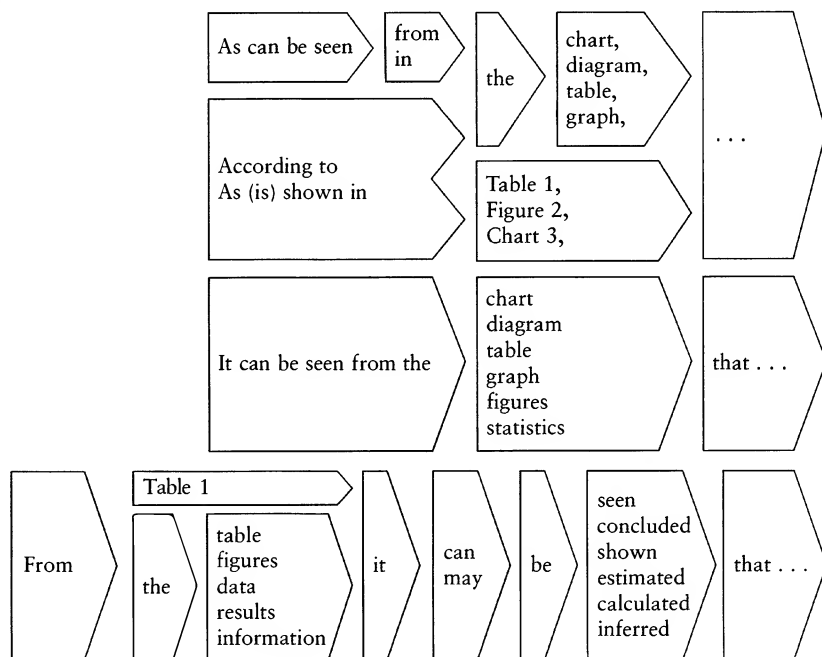 As can be seen
from
in
the
chart,
diagram,
table,
graph,
. . .
According to
As (is) shown in
Table 1,
Figure 2,
Chart 3,
It can be seen from the
chart
diagram
table
graph
figures
statistics
that . . .
From
Table 1
the
table
figures
data
results
information
it
can
may
be
seen
concluded
shown
estimated
calculated
inferred
that . . .